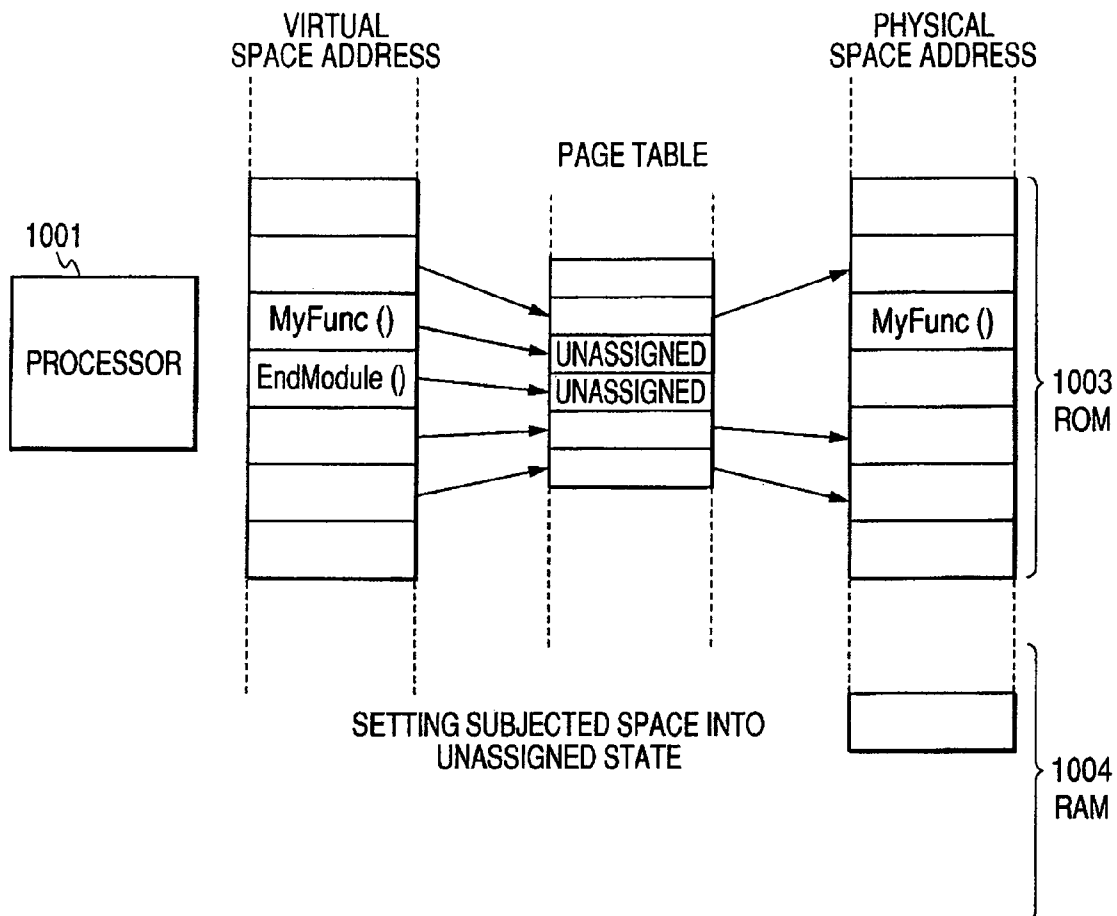 VIRTUAL
SPACE ADDRESS
PHYSICAL
SPACE ADDRESS
PAGE TABLE
1001
PROCESSOR
MyFunc ()
EndModule ()
UNASSIGNED
UNASSIGNED
MyFunc ()
1003
ROM
SETTING SUBJECTED SPACE INTO
UNASSIGNED STATE
1004
RAM